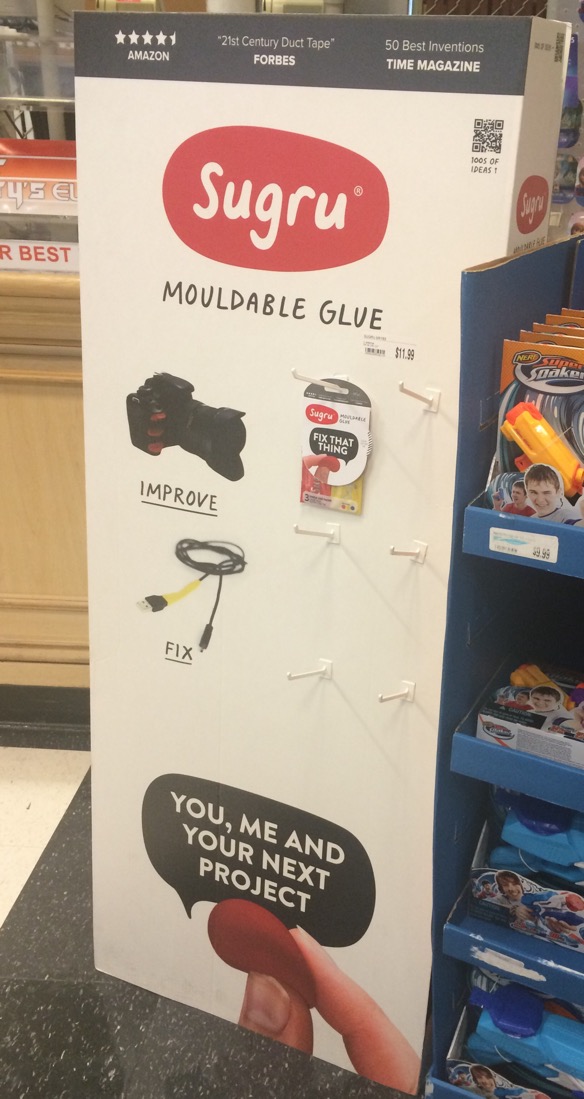 AMAZON
"21st Century Duct Tape"
FORBES
50 Best Inventions
TIME MAGAZINE
100S OF
IDEAS
Sugru®
Sugru
MOULDABLE GLUE
Y'S
R BEST
$11.99
Sugru MOULDABLE
GLUE
FIX THAT
THING
IMPROVE
FIX
NERF
SUPER
SOAKER
$9.99
YOU, ME AND
YOUR NEXT
PROJECT